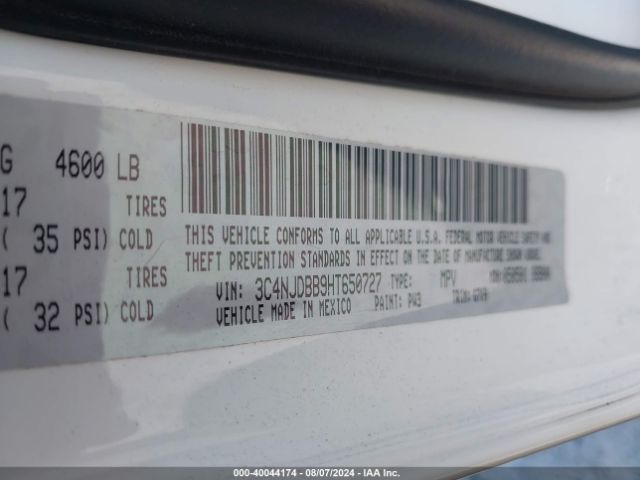 G 4600 LB
17 TIRES
( 35 PSI) COLD
17 TIRES
( 32 PSI) COLD
THIS VEHICLE CONFORMS TO ALL APPLICABLE U.S.A. FEDERAL MOTOR VEHICLE SAFETY AND
THEFT PREVENTION STANDARDS IN EFFECT ON THE DATE OF MANUFACTURE SHOWN ABOVE.
VIN: 3C4NJDBB9HT650727 TYPE: MPV
VEHICLE MADE IN MEXICO PAINT: PW3 TRIM:
000-40044174 | 08/07/2024 | IAA Inc.